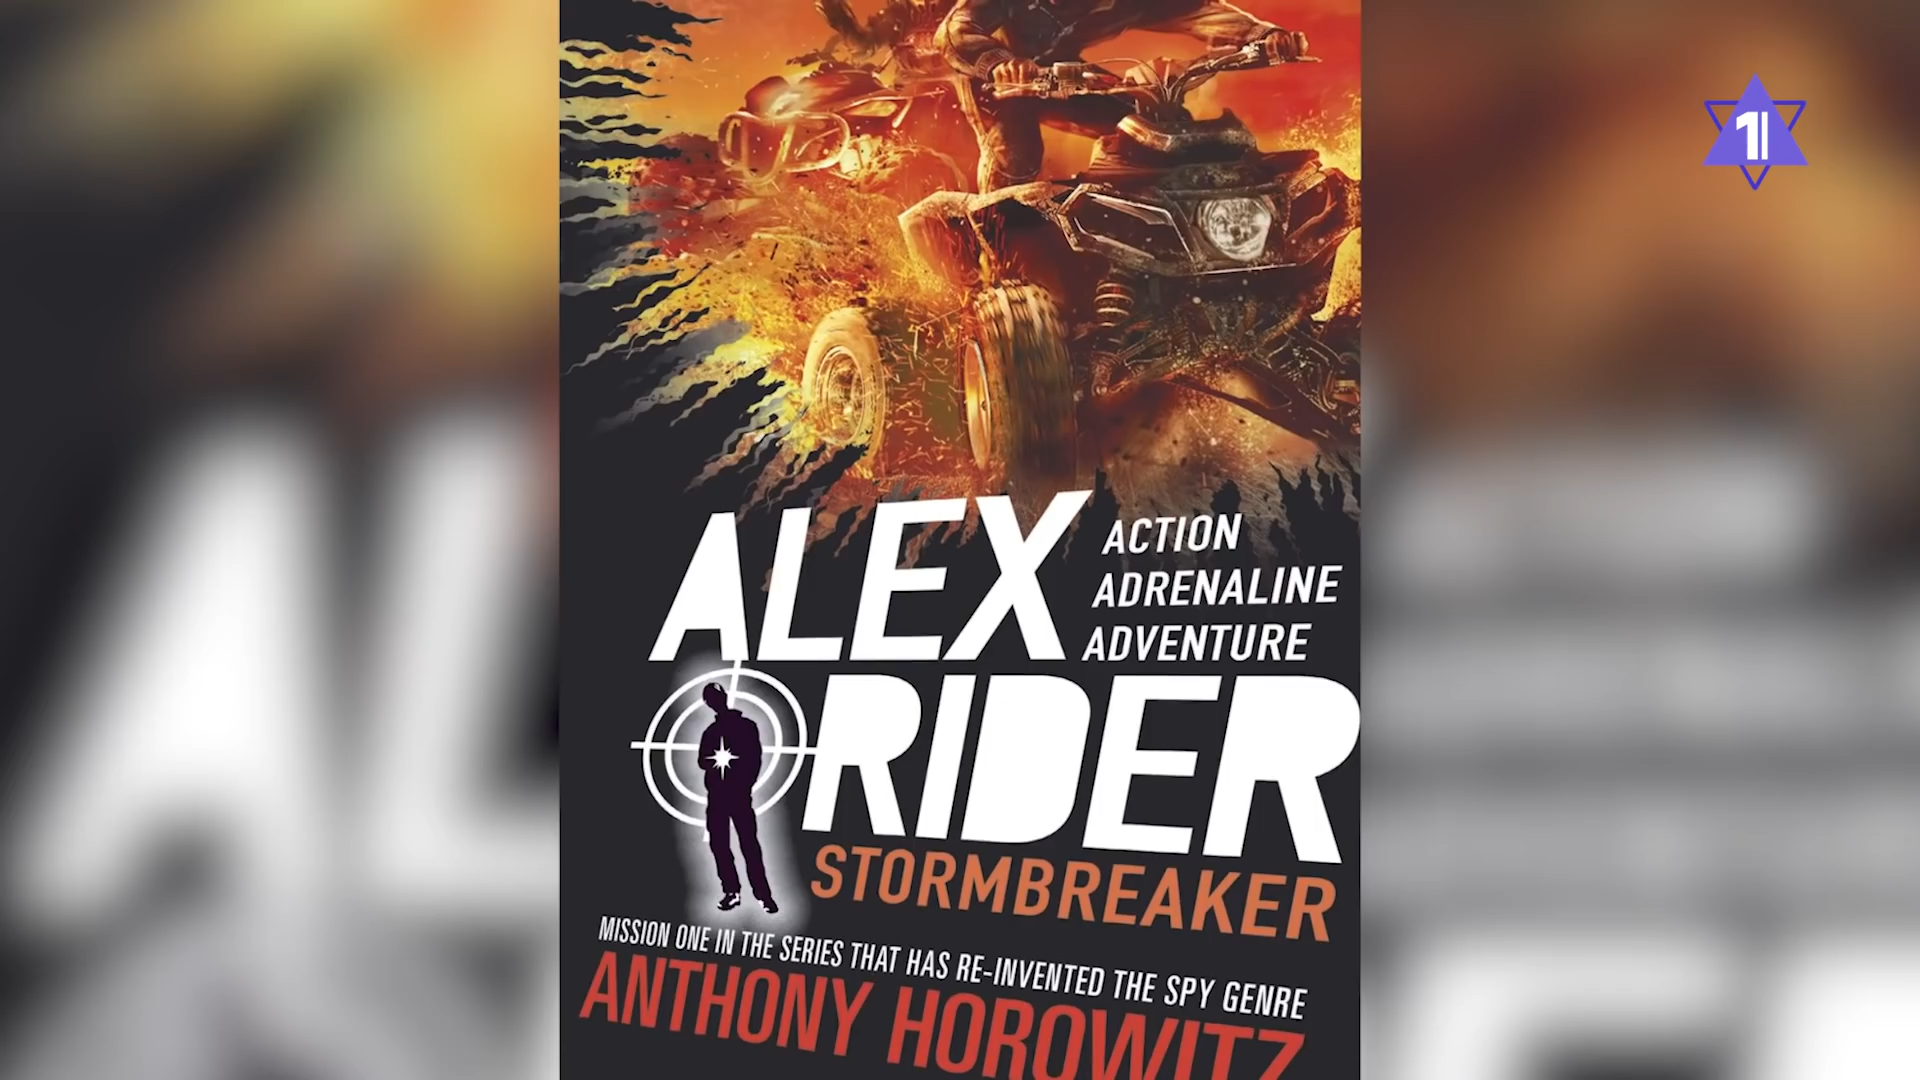 1
ALEX
ACTION
ADRENALINE
ADVENTURE
RIDER
STORMBREAKER
MISSION ONE IN THE SERIES THAT HAS RE-INVENTED THE SPY GENRE
ANTHONY HOROWITZ